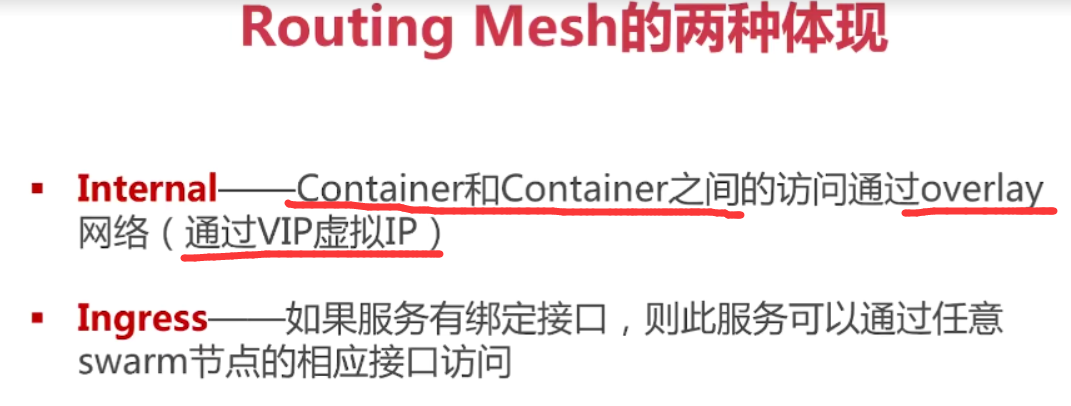 Routing Mesh的两种体现
▪ Internal——Container和Container之间的访问通过overlay
网络（通过VIP虚拟IP）
▪ Ingress——如果服务有绑定接口，则此服务可以通过任意
swarm节点的相应接口访问